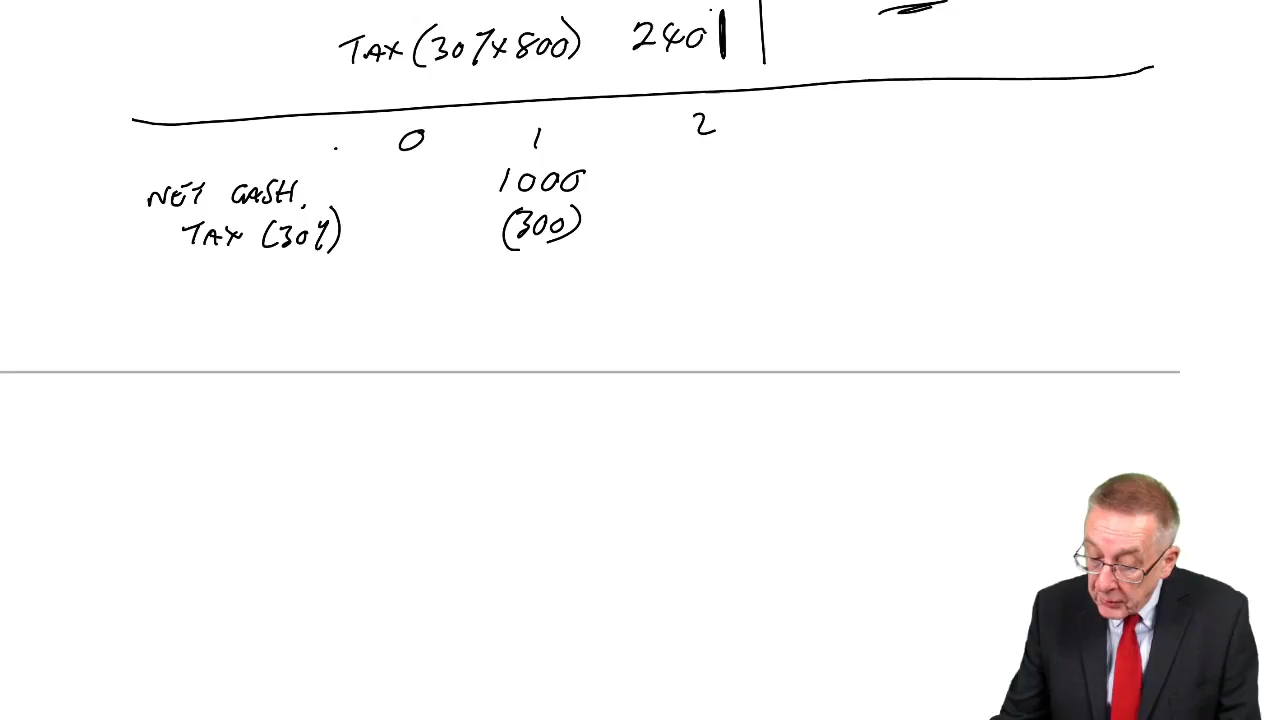 TAX (30% x 800) 240
0 1 2
NET CASH. 1000
TAX (30%) (300)